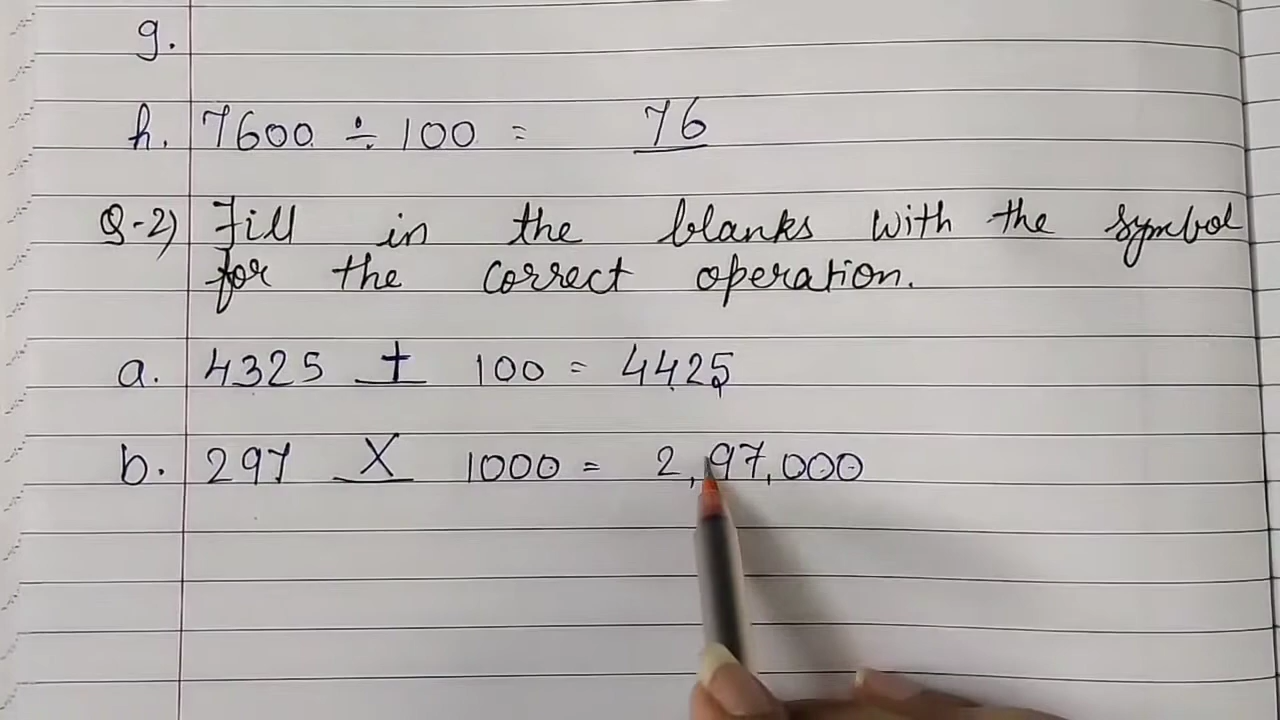 g.
h. 7600 ÷ 100 = 76
Q-2) Fill in the blanks with the symbol
for the correct operation.
a. 4325 + 100 = 4425
b. 297 X 1000 = 2,97,000